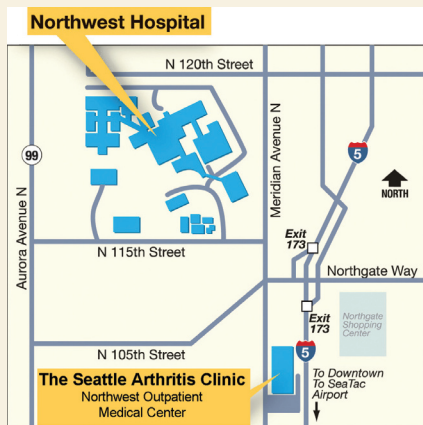 Northwest Hospital
N 120th Street
99
Aurora Avenue N
Meridian Avenue N
5
NORTH
Exit
173
N 115th Street
Northgate Way
Northgate
Shopping
Center
Exit
173
N 105th Street
5
To Downtown
To SeaTac
Airport
The Seattle Arthritis Clinic
Northwest Outpatient
Medical Center